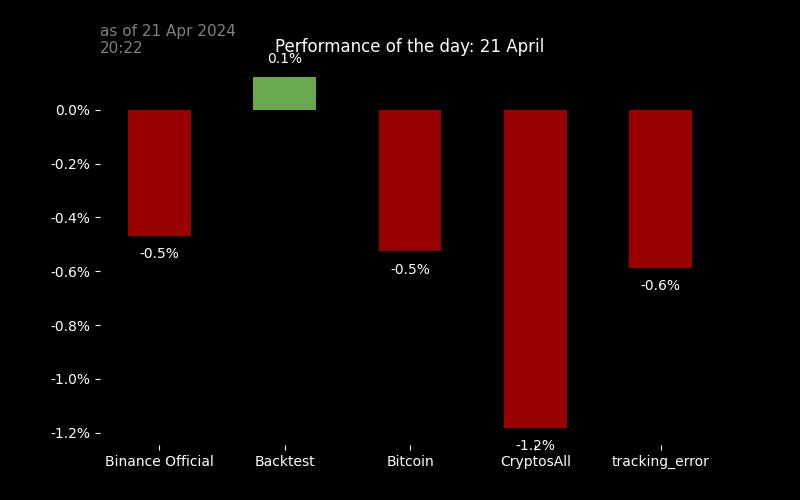 as of 21 Apr 2024
20:22
Performance of the day: 21 April
0.1%
0.0%
-0.2%
-0.4%
-0.6%
-0.8%
-1.0%
-1.2%
-0.5%
-0.5%
-1.2%
-0.6%
Binance Official
Backtest
Bitcoin
CryptosAll
tracking_error